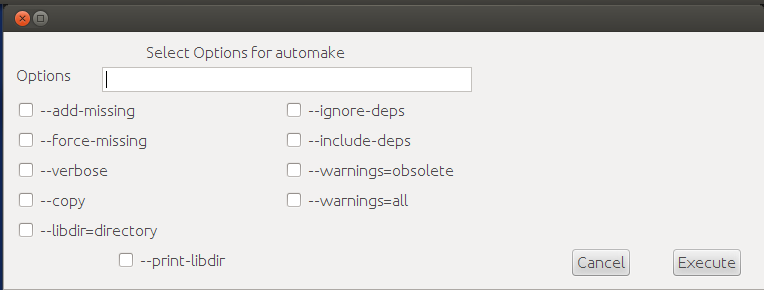 Select Options for automake
Options
--add-missing
--ignore-deps
--force-missing
--include-deps
--verbose
--warnings=obsolete
--copy
--warnings=all
--libdir=directory
--print-libdir
Cancel
Execute